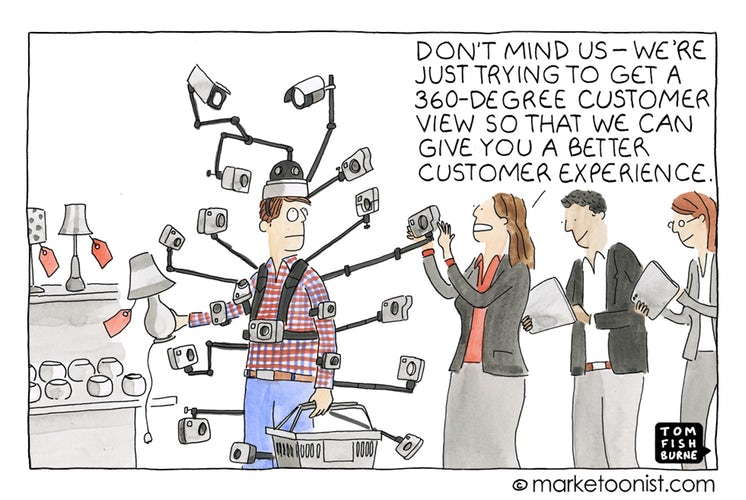 DON'T MIND US – WE'RE
JUST TRYING TO GET A
360-DEGREE CUSTOMER
VIEW SO THAT WE CAN
GIVE YOU A BETTER
CUSTOMER EXPERIENCE.
TOM
FISH
BURNE
© marketoonist.com